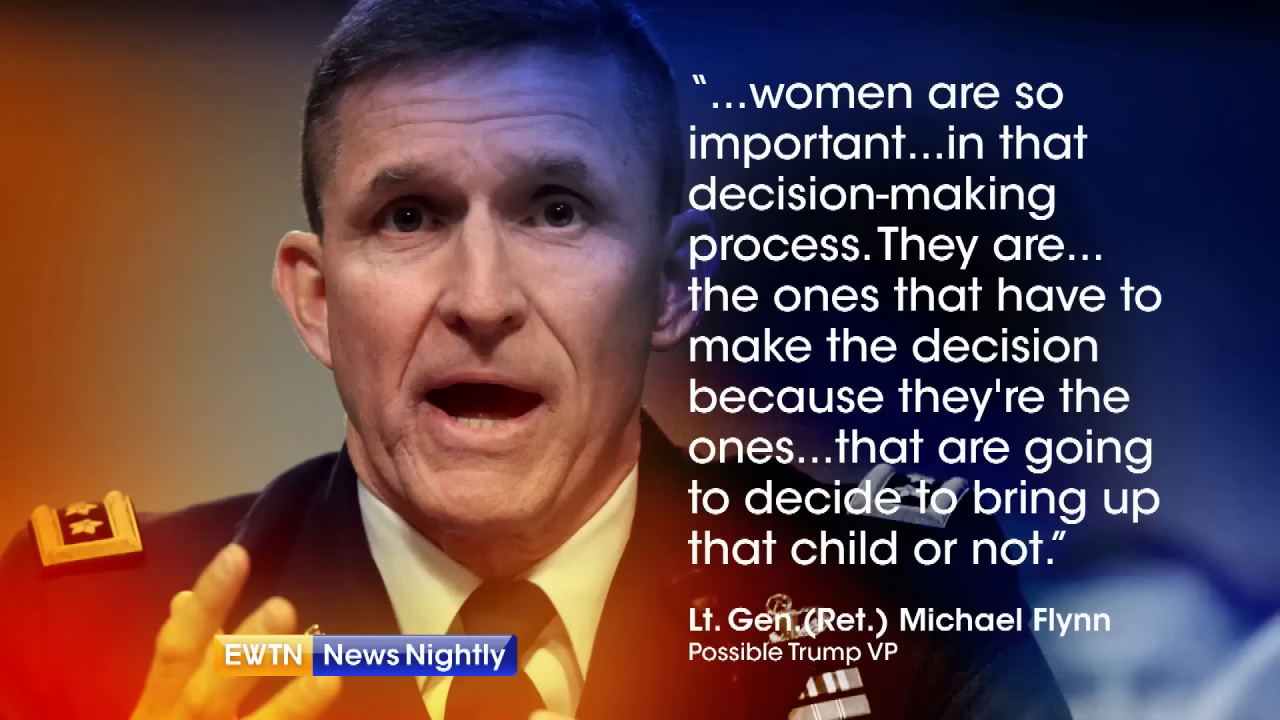 “...women are so
important...in that
decision-making
process. They are...
the ones that have to
make the decision
because they're the
ones...that are going
to decide to bring up
that child or not.”
Lt. Gen.(Ret.) Michael Flynn
Possible Trump VP
EWTN News Nightly